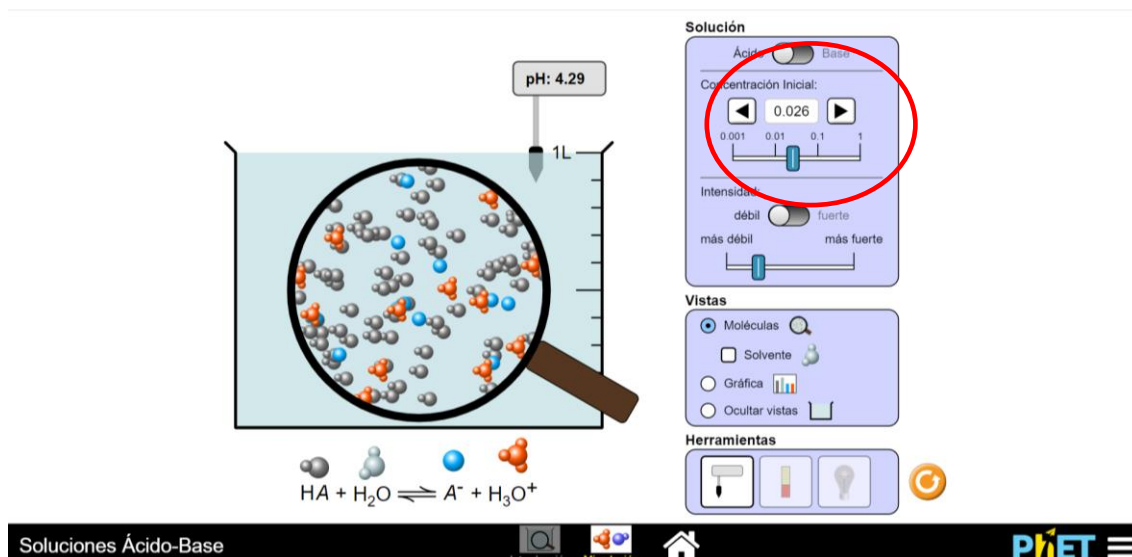 Solución
Ácido Base
Concentración Inicial:
0.026
0.001 0.01 0.1 1
Intensidad:
débil fuerte
más débil más fuerte
Vistas
Moléculas
Solvente
Gráfica
Ocultar vistas
Herramientas
pH: 4.29
1L
HA + H₂O ⇌ A⁻ + H₃O⁺
Soluciones Ácido-Base
PhET